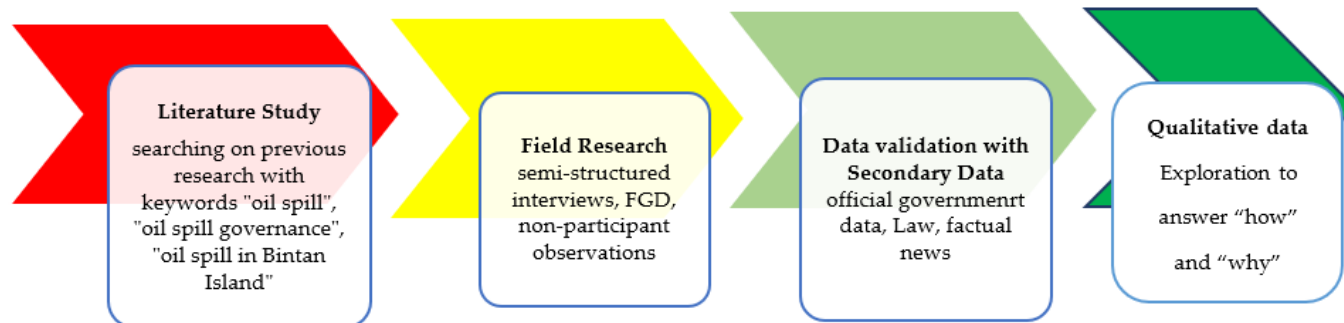 Literature Study
searching on previous
research with
keywords "oil spill",
"oil spill governance",
"oil spill in Bintan
Island"
Field Research
semi-structured
interviews, FGD,
non-participant
observations
Data validation with
Secondary Data
official governmenrt
data, Law, factual
news
Qualitative data
Exploration to
answer “how”
and “why”